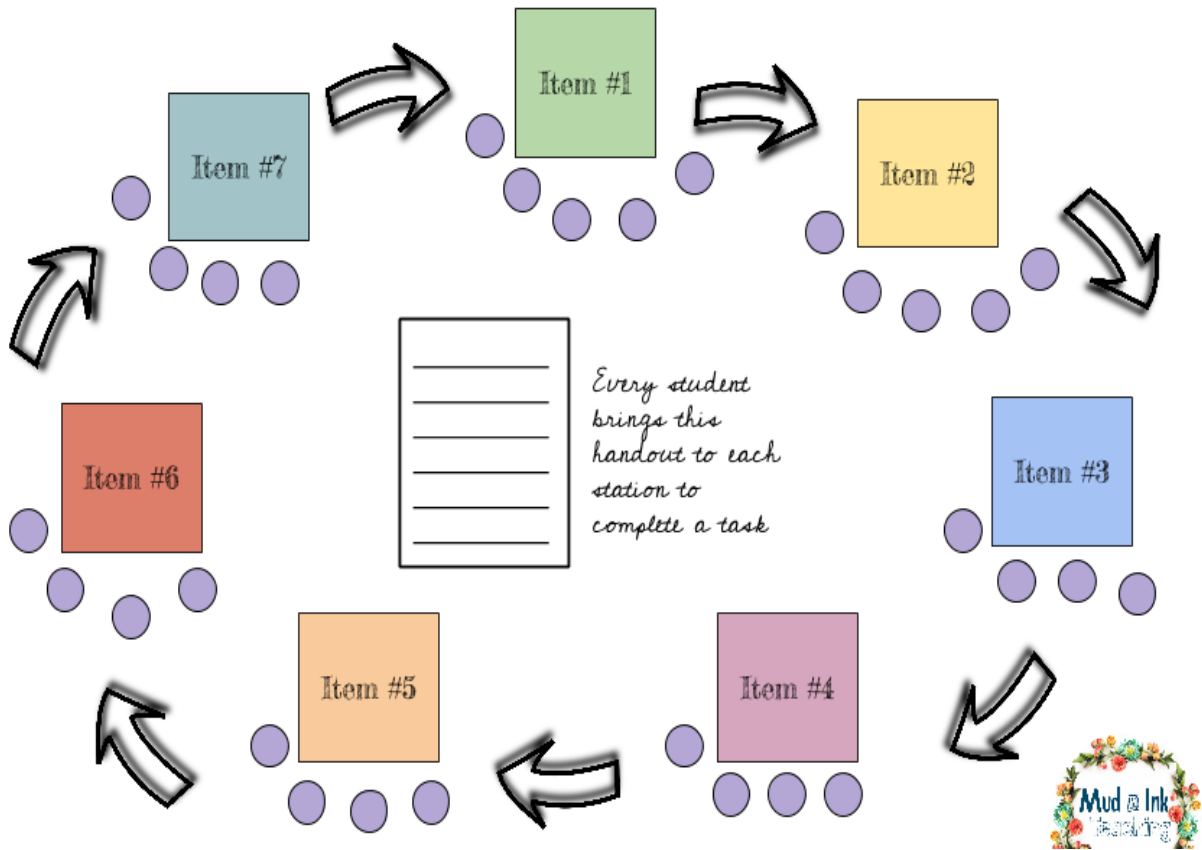 Item #1
Item #2
Item #3
Item #4
Item #5
Item #6
Item #7
Every student
brings this
handout to each
station to
complete a task
Mud & Ink
Teaching